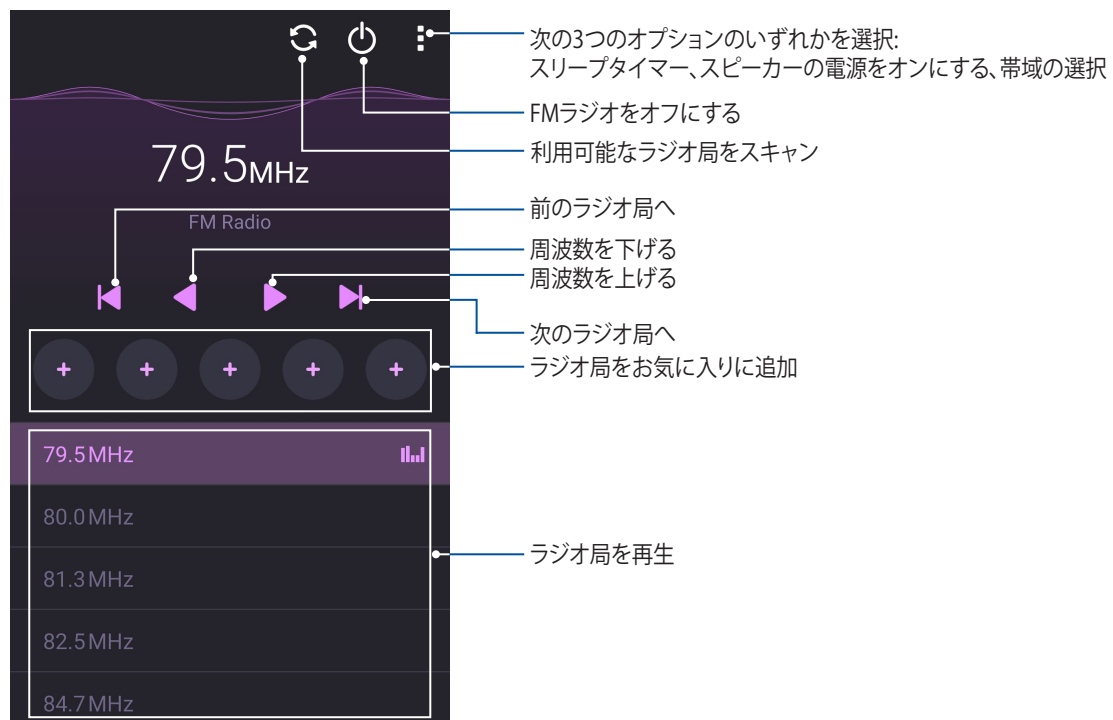 次の3つのオプションのいずれかを選択:
スリープタイマー、スピーカーの電源をオンにする、帯域の選択
FMラジオをオフにする
利用可能なラジオ局をスキャン
79.5MHz
FM Radio
前のラジオ局へ
周波数を下げる
周波数を上げる
次のラジオ局へ
ラジオ局をお気に入りに追加
79.5MHz
80.0MHz
ラジオ局を再生
81.3MHz
82.5MHz
84.7MHz